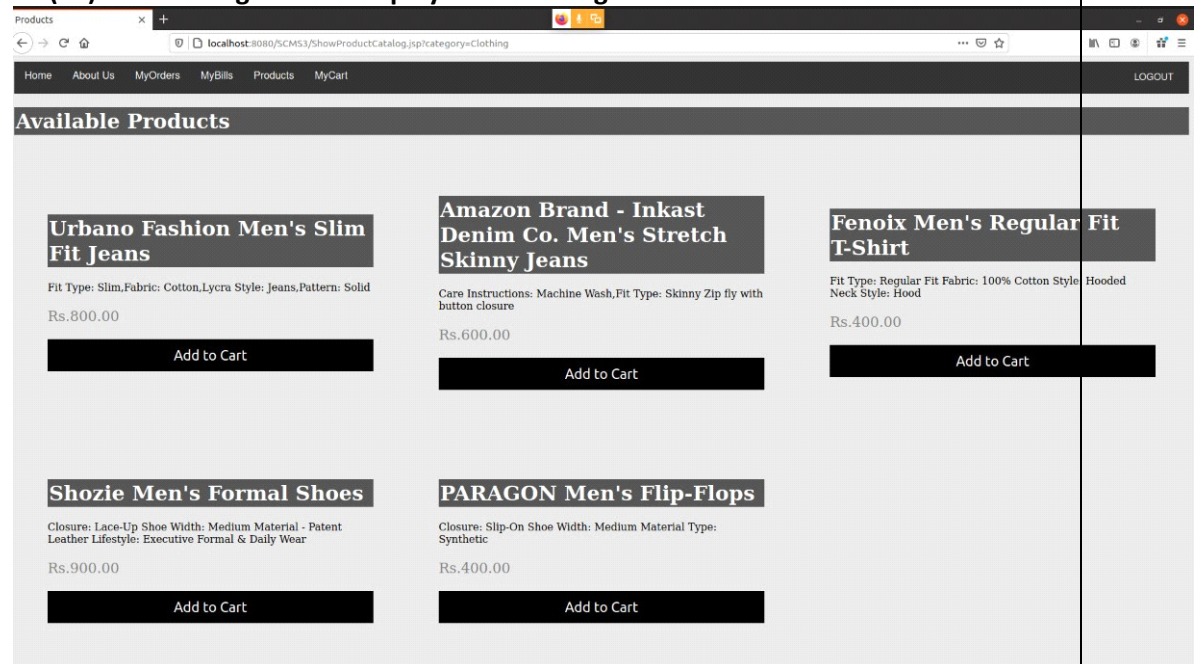 Products × +
localhost:8080/SCMS3/ShowProductCatalog.jsp?category=Clothing
Home About Us MyOrders MyBills Products MyCart LOGOUT
Available Products
Urbano Fashion Men's Slim
Fit Jeans
Fit Type: Slim,Fabric: Cotton,Lycra Style: Jeans,Pattern: Solid
Rs.800.00
Add to Cart
Amazon Brand - Inkast
Denim Co. Men's Stretch
Skinny Jeans
Care Instructions: Machine Wash,Fit Type: Skinny Zip fly with
button closure
Rs.600.00
Add to Cart
Fenoix Men's Regular Fit
T-Shirt
Fit Type: Regular Fit Fabric: 100% Cotton Style: Hooded
Neck Style: Hood
Rs.400.00
Add to Cart
Shozie Men's Formal Shoes
Closure: Lace-Up Shoe Width: Medium Material - Patent
Leather Lifestyle: Executive Formal & Daily Wear
Rs.900.00
Add to Cart
PARAGON Men's Flip-Flops
Closure: Slip-On Shoe Width: Medium Material Type:
Synthetic
Rs.400.00
Add to Cart